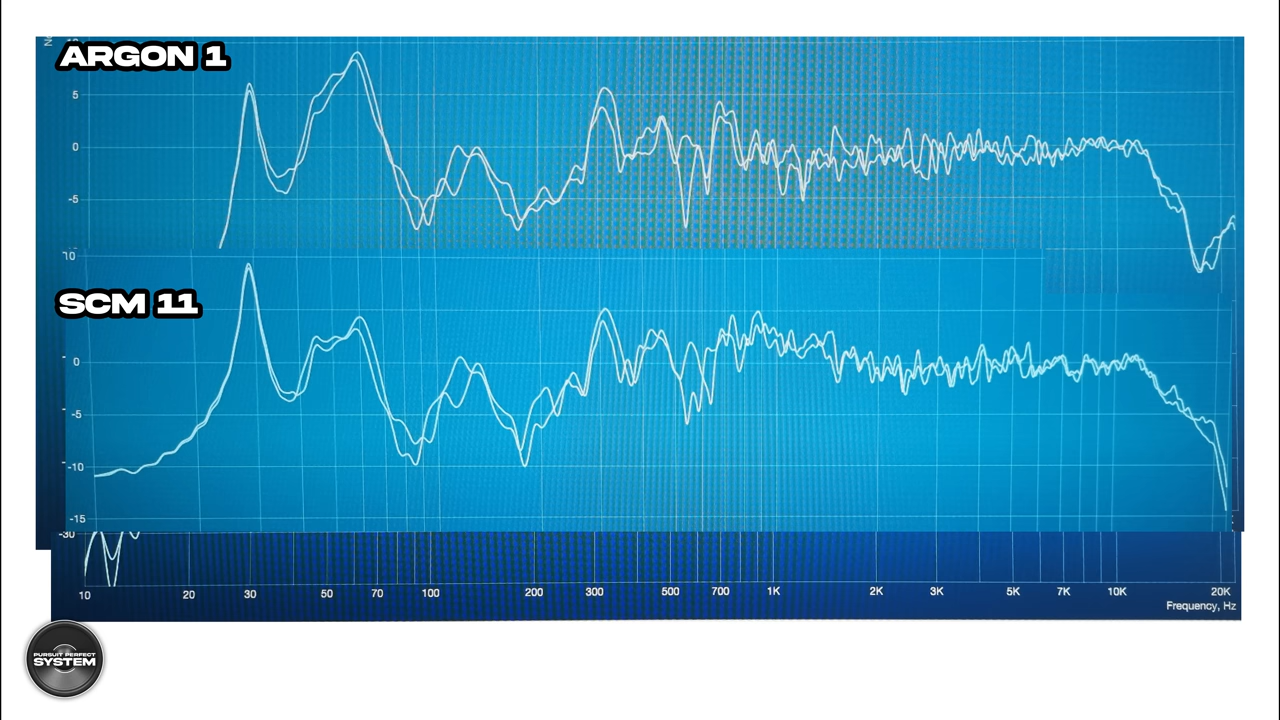 10
ARGON 1
5
0
-5
10
SCM 11
0
-5
-10
-15
-30
10 20 30 50 70 100 200 300 500 700 1K 2K 3K 5K 7K 10K 20K
Frequency, Hz
PURSUIT PERFECT
SYSTEM